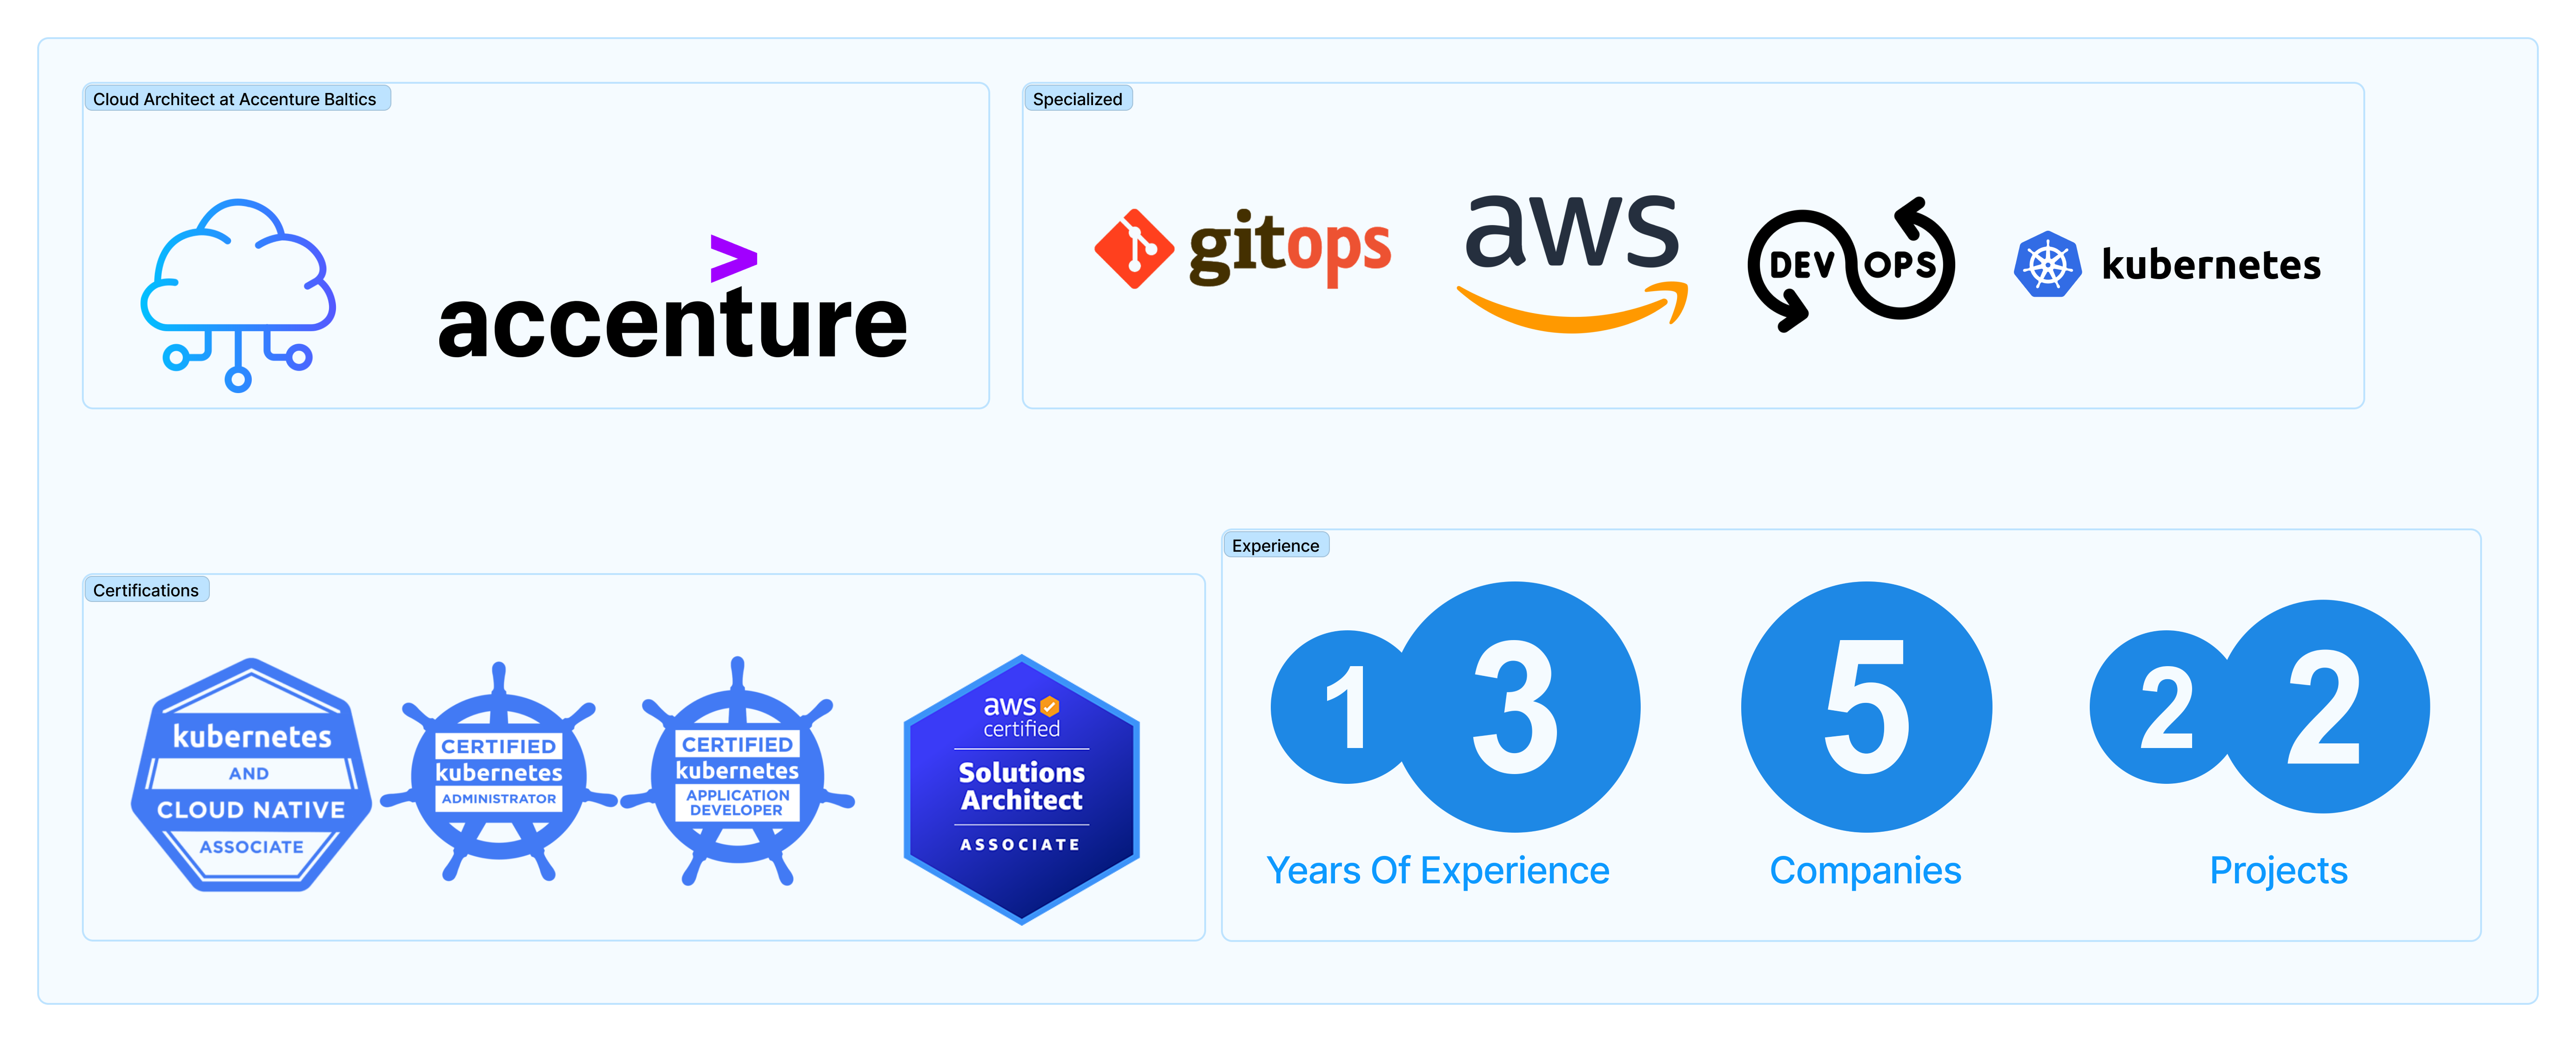 Cloud Architect at Accenture Baltics
>
accenture
Specialized
gitops
aws
DEV OPS
kubernetes
Certifications
kubernetes
AND
CLOUD NATIVE
ASSOCIATE
CERTIFIED
kubernetes
ADMINISTRATOR
CERTIFIED
kubernetes
APPLICATION
DEVELOPER
aws
certified
Solutions
Architect
ASSOCIATE
Experience
13
Years Of Experience
5
Companies
22
Projects